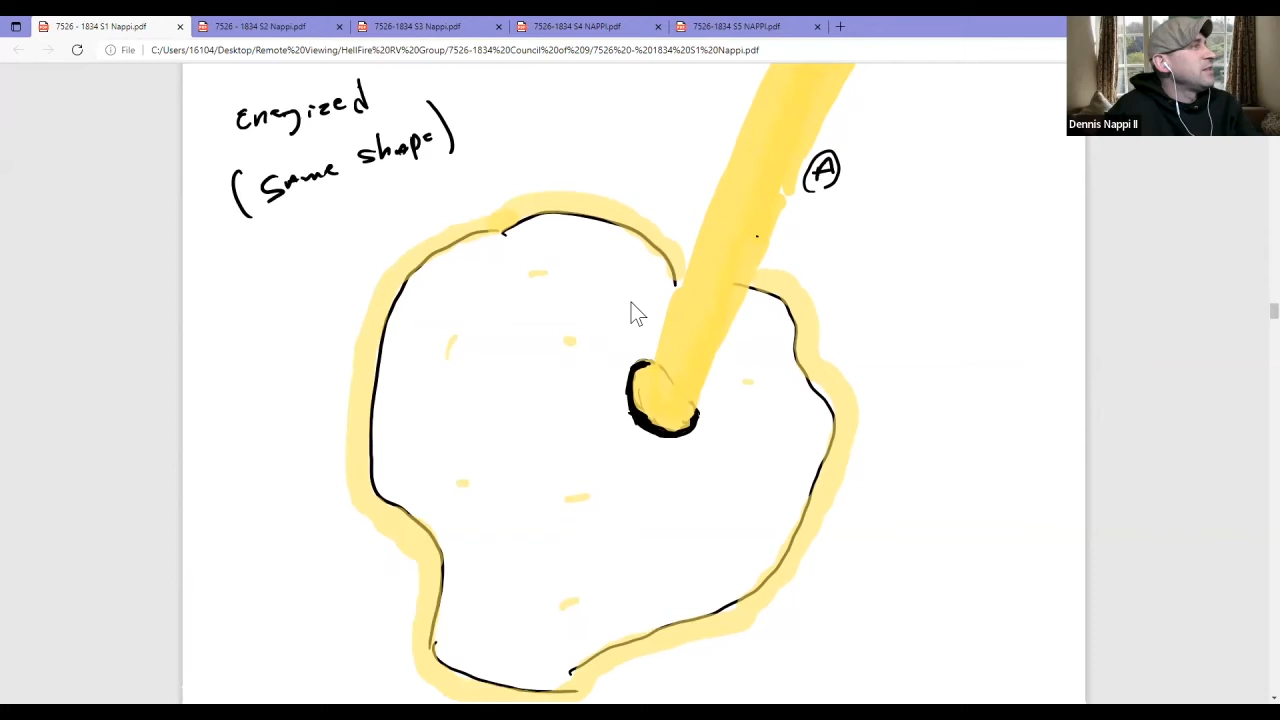 7526 - 1834 S1 Nappi.pdf
7526 - 1834 S2 Nappi.pdf
7526-1834 S3 Nappi.pdf
7526-1834 S4 NAPPI.pdf
7526-1834 S5 NAPPI.pdf
File
C:/Users/16104/Desktop/Remote%20Viewing/HellFire%20RV%20Group/7526-1834%20Council%20of%209/7526%20-%201834%20S1%20Nappi.pdf
Energized
(Same shape)
A
Dennis Nappi II